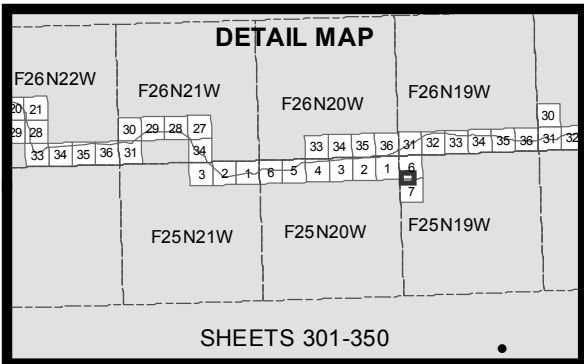 DETAIL MAP
F26N22W
F26N21W
F26N20W
F26N19W
20 21
29 28
33 34 35 36 31
30 29 28 27
34
3 2 1 6 5 4 3 2 1 6
33 34 35 36 31 32 33 34 35 36 31 32
30
7
F25N21W
F25N20W
F25N19W
SHEETS 301-350